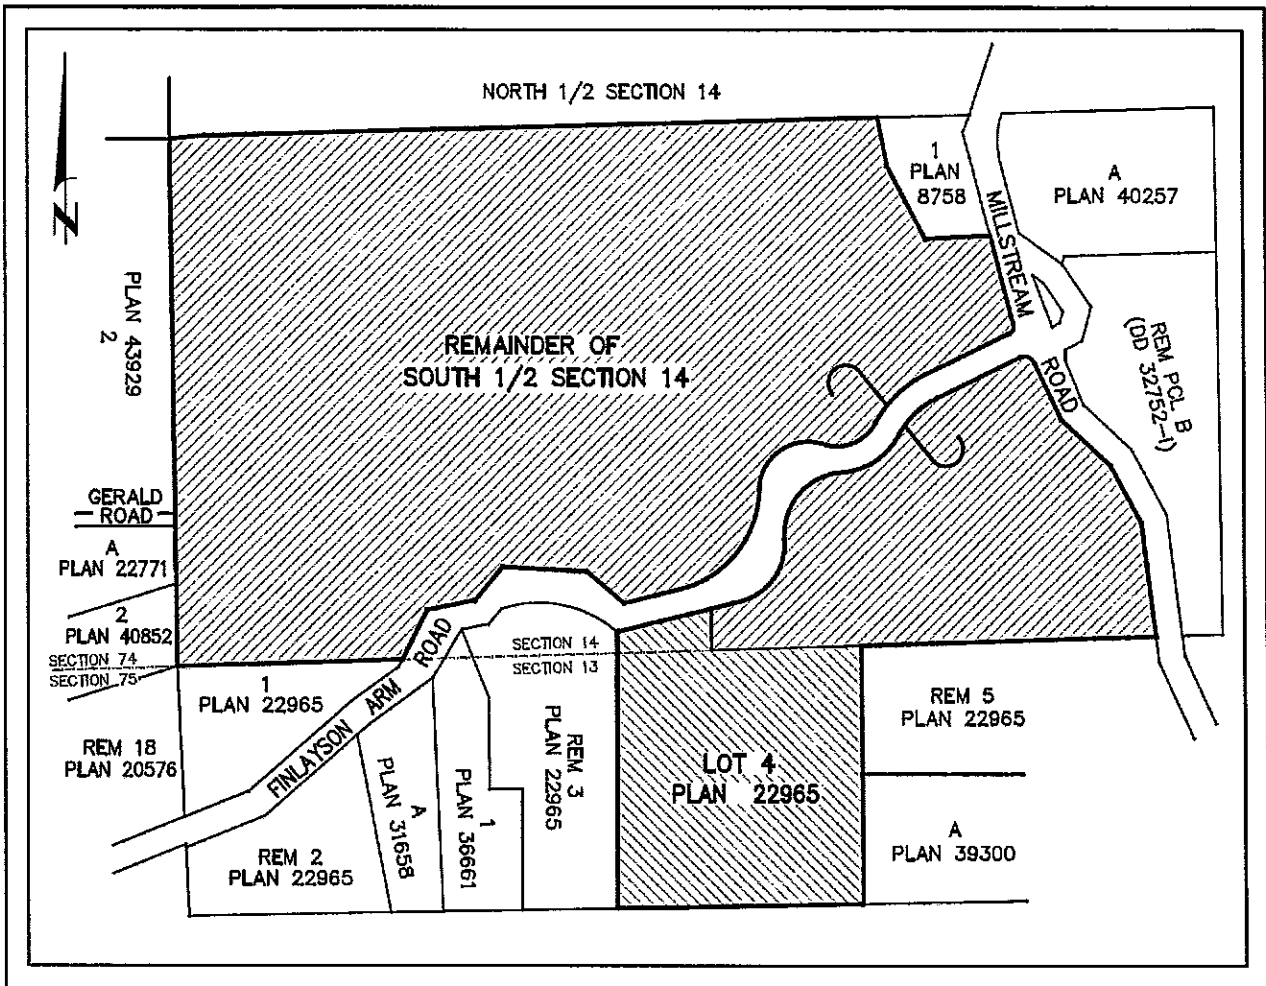 NORTH 1/2 SECTION 14
1
PLAN
8758
A
PLAN 40257
N
MILLSTREAM
ROAD
PLAN 43929
2
REM PCL B
(DD 32752-I)
REMAINDER OF
SOUTH 1/2 SECTION 14
GERALD
ROAD
A
PLAN 22771
2
PLAN 40852
SECTION 74
SECTION 75
SECTION 14
SECTION 13
1
PLAN 22965
FINLAYSON ARM ROAD
REM 18
PLAN 20576
REM 2
PLAN 22965
A
PLAN 31658
1
PLAN 36661
REM 3
PLAN 22965
LOT 4
PLAN 22965
REM 5
PLAN 22965
A
PLAN 39300